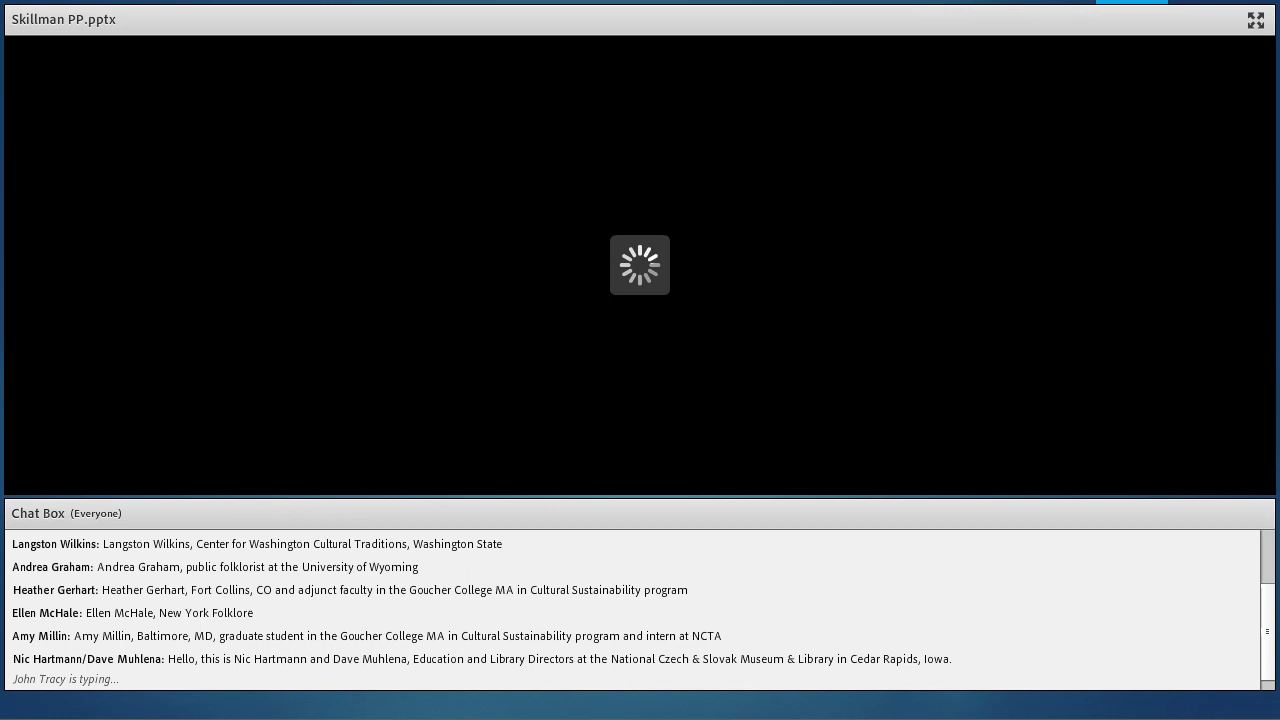 Skillman PP.pptx
Chat Box (Everyone)
Langston Wilkins: Langston Wilkins, Center for Washington Cultural Traditions, Washington State
Andrea Graham: Andrea Graham, public folklorist at the University of Wyoming
Heather Gerhart: Heather Gerhart, Fort Collins, CO and adjunct faculty in the Goucher College MA in Cultural Sustainability program
Ellen McHale: Ellen McHale, New York Folklore
Amy Millin: Amy Millin, Baltimore, MD, graduate student in the Goucher College MA in Cultural Sustainability program and intern at NCTA
Nic Hartmann/Dave Muhlena: Hello, this is Nic Hartmann and Dave Muhlena, Education and Library Directors at the National Czech & Slovak Museum & Library in Cedar Rapids, Iowa.
John Tracy is typing...